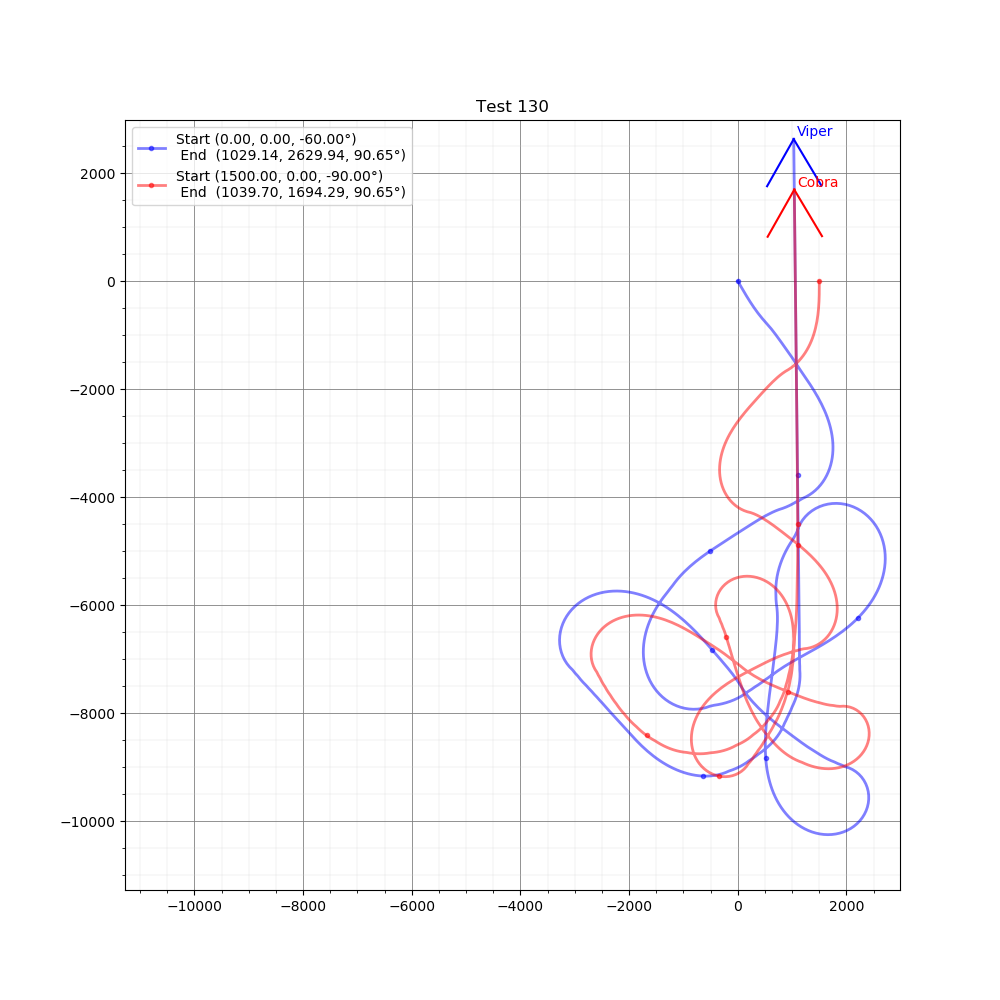 Test 130
Start (0.00, 0.00, -60.00°)
End (1029.14, 2629.94, 90.65°)
Start (1500.00, 0.00, -90.00°)
End (1039.70, 1694.29, 90.65°)
Viper
Cobra
2000
0
−2000
−4000
−6000
−8000
−10000
−10000
−8000
−6000
−4000
−2000
0
2000